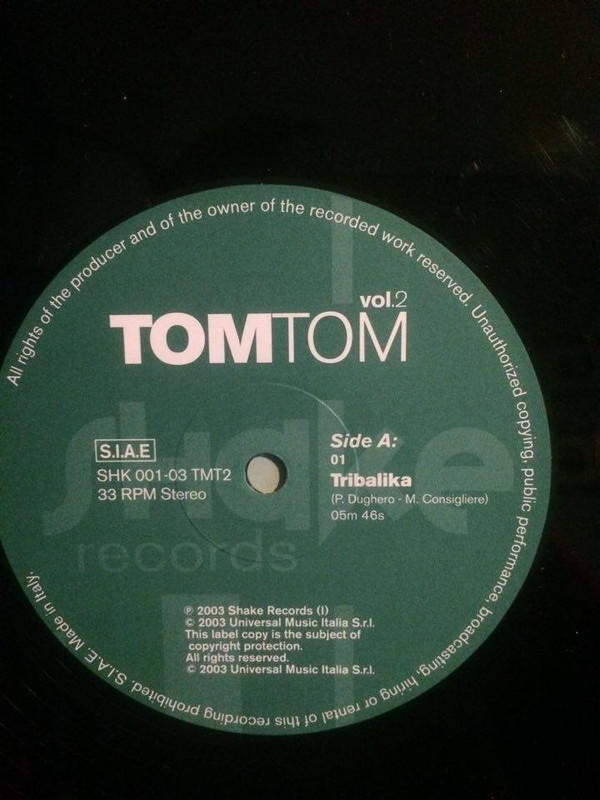 All rights of the producer and of the owner of the recorded work reserved. Unauthorized copying, public performance, broadcasting, hiring or rental of this recording prohibited. S.I.A.E. Made in Italy.
vol.2
TOMTOM
shake
records
S.I.A.E
SHK 001-03 TMT2
33 RPM Stereo
Side A:
01
Tribalika
(P. Dughero - M. Consigliere)
05m 46s
℗ 2003 Shake Records (I)
© 2003 Universal Music Italia S.r.l.
This label copy is the subject of
copyright protection.
All rights reserved.
© 2003 Universal Music Italia S.r.l.